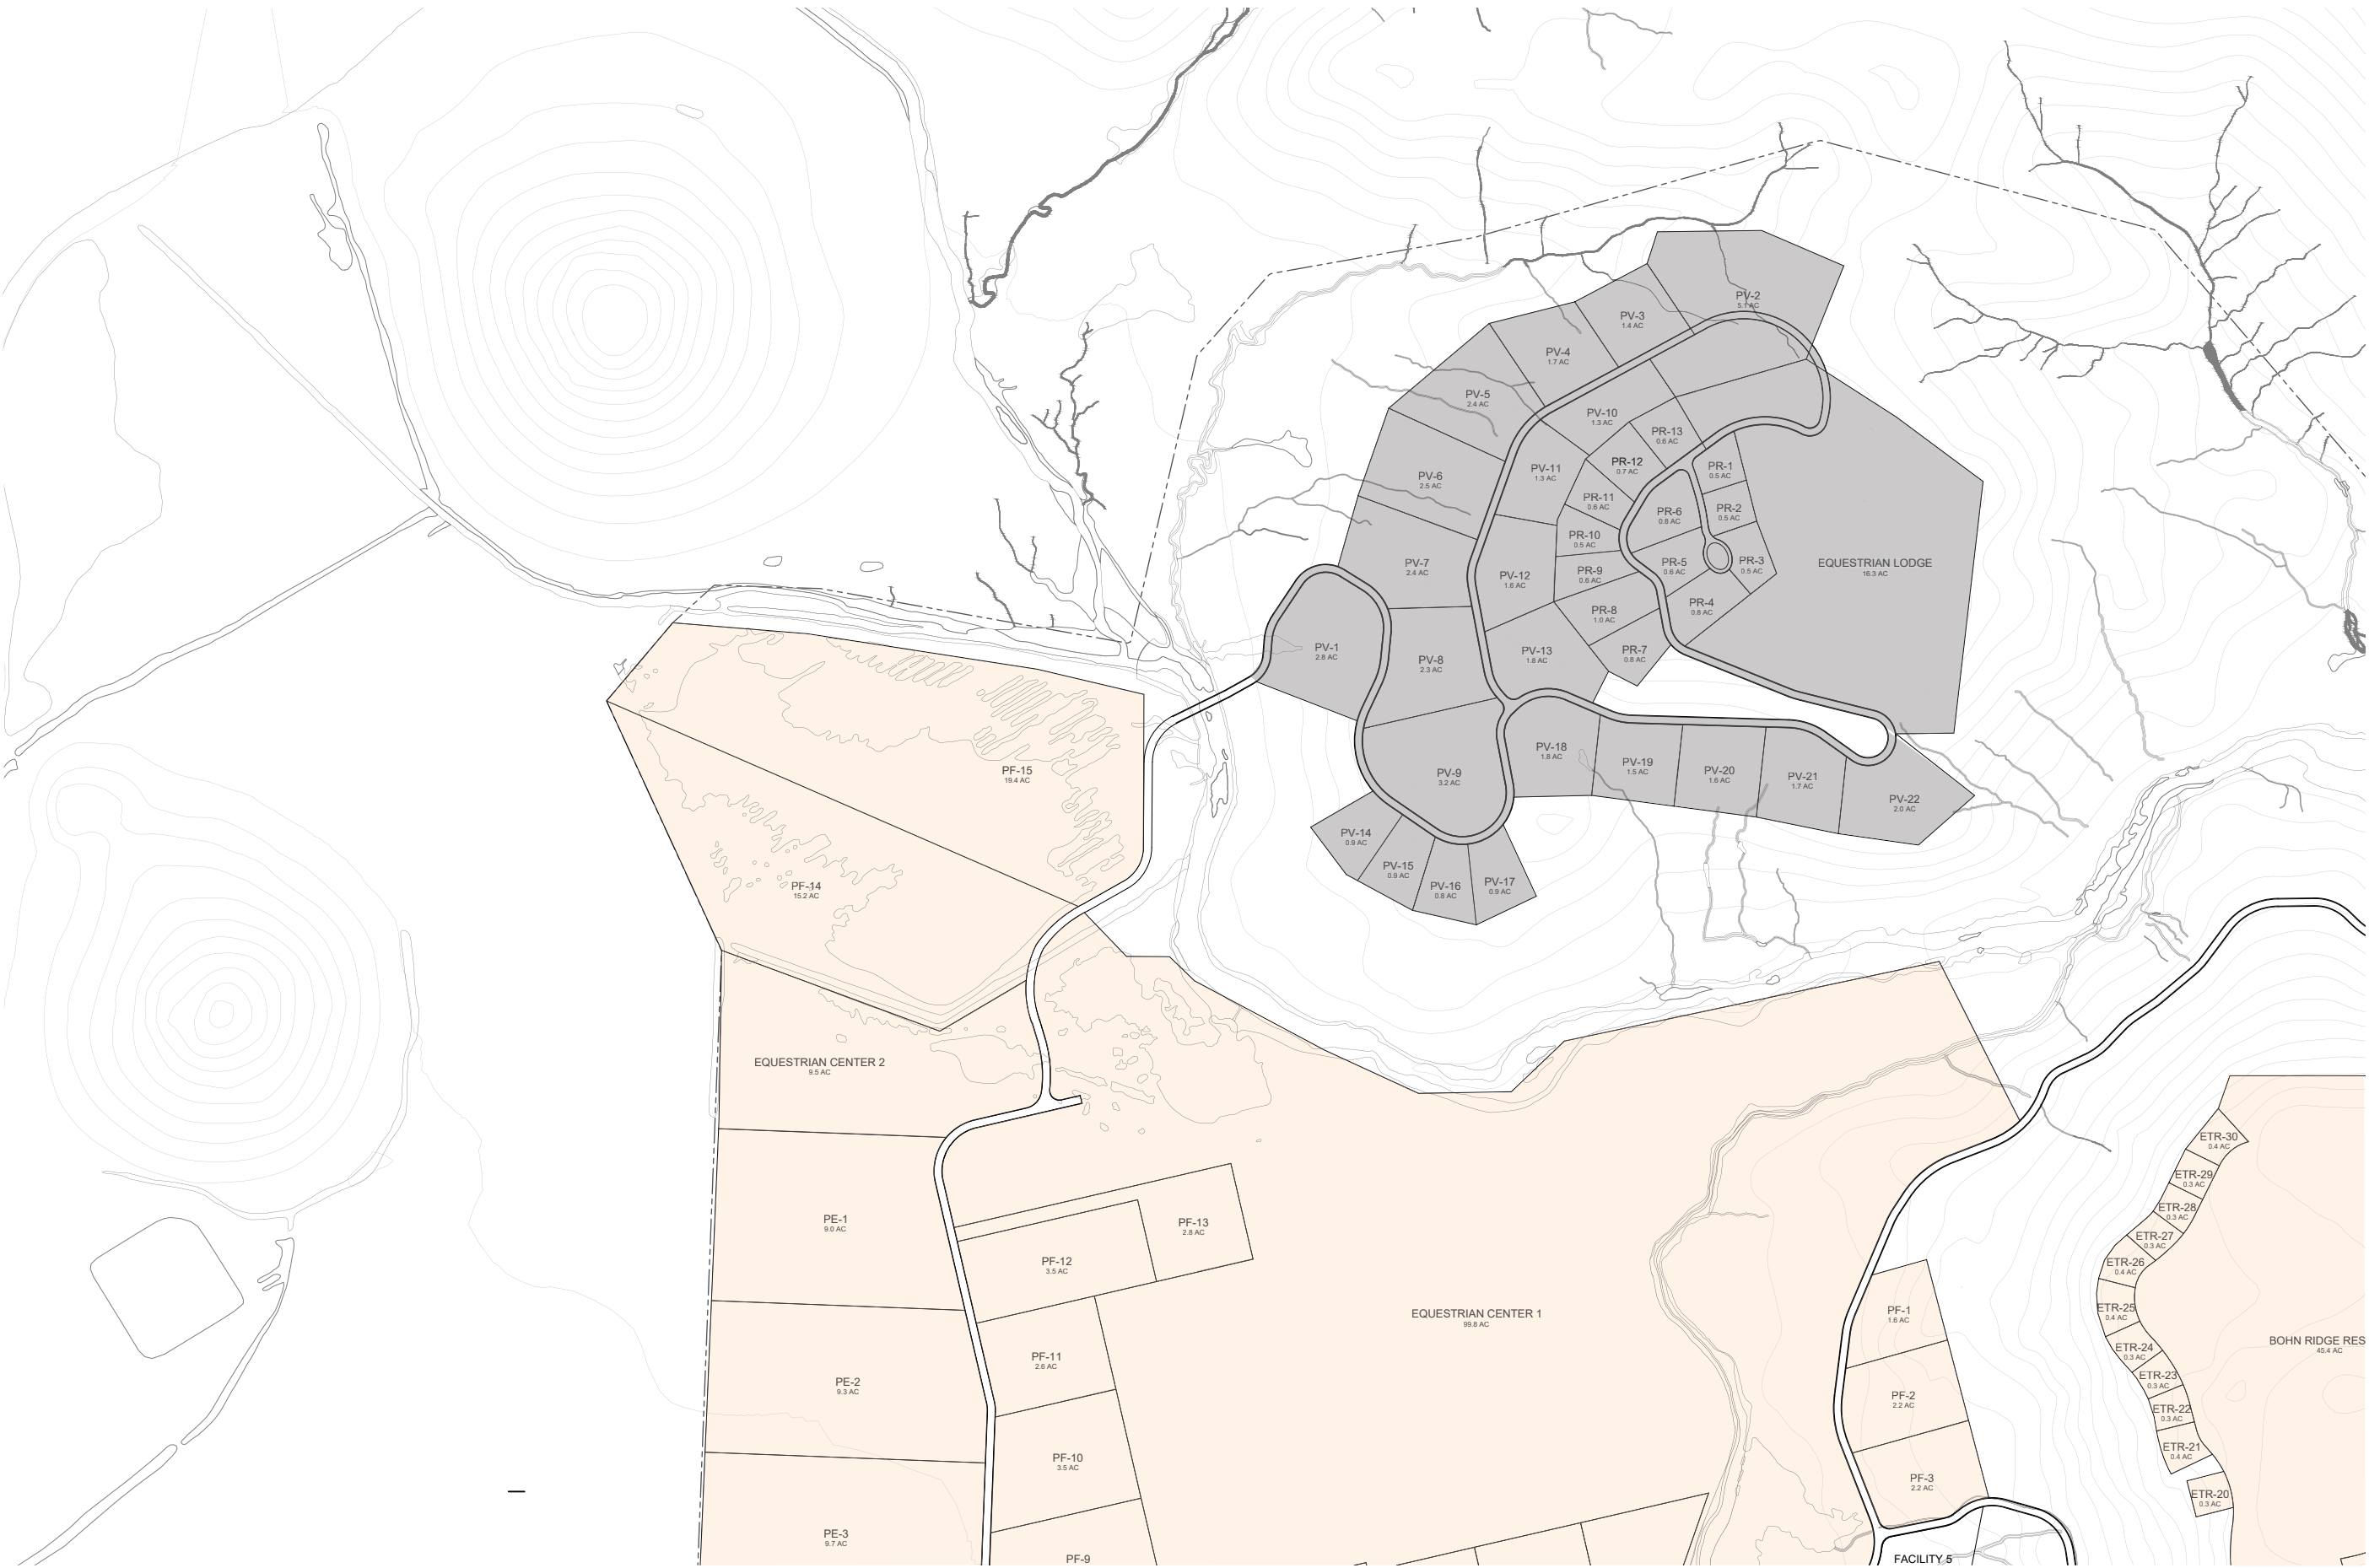 PV-2
5.1 AC
PV-3
1.4 AC
PV-4
1.7 AC
PV-5
2.4 AC
PV-10
1.3 AC
PR-13
0.6 AC
PV-6
2.5 AC
PV-11
1.3 AC
PR-12
0.7 AC
PR-1
0.5 AC
PR-11
0.6 AC
PR-6
0.8 AC
PR-2
0.5 AC
PR-10
0.5 AC
PV-7
2.4 AC
PV-12
1.6 AC
PR-9
0.6 AC
PR-5
0.6 AC
PR-3
0.5 AC
EQUESTRIAN LODGE
16.3 AC
PR-8
1.0 AC
PR-4
0.8 AC
PV-1
2.8 AC
PV-8
2.3 AC
PV-13
1.8 AC
PR-7
0.8 AC
PV-9
3.2 AC
PV-18
1.8 AC
PV-19
1.5 AC
PV-20
1.6 AC
PV-21
1.7 AC
PV-22
2.0 AC
PV-14
0.9 AC
PV-15
0.9 AC
PV-16
0.8 AC
PV-17
0.9 AC
PF-15
19.4 AC
PF-14
15.2 AC
EQUESTRIAN CENTER 2
9.5 AC
PE-1
9.0 AC
PF-13
2.8 AC
PF-12
3.5 AC
EQUESTRIAN CENTER 1
99.8 AC
PF-11
2.6 AC
PE-2
9.3 AC
PF-10
3.5 AC
PE-3
9.7 AC
PF-9
PF-1
1.6 AC
PF-2
2.2 AC
PF-3
2.2 AC
FACILITY 5
ETR-30
0.4 AC
ETR-29
0.3 AC
ETR-28
0.3 AC
ETR-27
0.3 AC
ETR-26
0.4 AC
ETR-25
0.4 AC
ETR-24
0.3 AC
ETR-23
0.3 AC
ETR-22
0.3 AC
ETR-21
0.4 AC
ETR-20
0.3 AC
BOHN RIDGE RES
45.4 AC